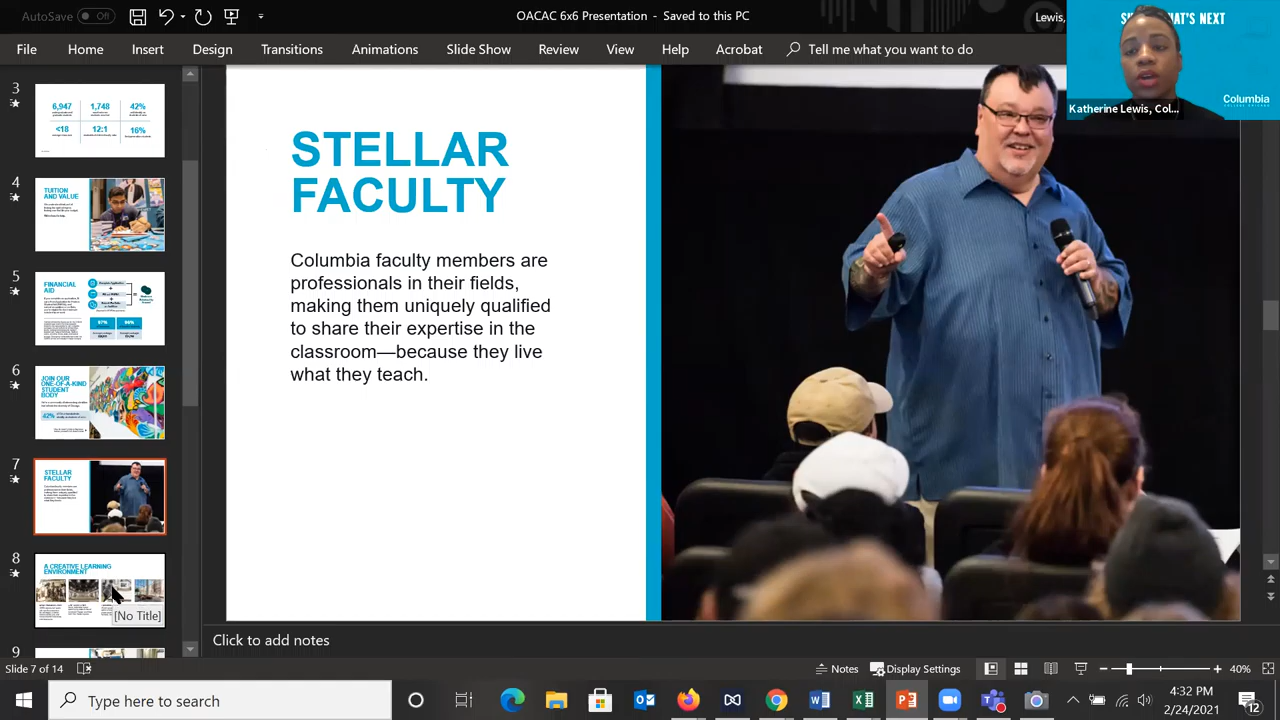 AutoSave Off
OACAC 6x6 Presentation - Saved to this PC
Lewis,
WHAT'S NEXT
File Home Insert Design Transitions Animations Slide Show Review View Help Acrobat Tell me what you want to do
Katherine Lewis, Col...
Columbia
3
6,947 1,748 42%
<18 12:1 16%
4
TUITION
AND VALUE
5
FINANCIAL
AID
6
JOIN OUR
ONE-OF-A-KIND
STUDENT
BODY
42%
7
STELLAR
FACULTY
8
A CREATIVE LEARNING
ENVIRONMENT
[No Title]
9
STELLAR
FACULTY
Columbia faculty members are
professionals in their fields,
making them uniquely qualified
to share their expertise in the
classroom—because they live
what they teach.
Click to add notes
Slide 7 of 14
Notes Display Settings 40%
Type here to search
4:32 PM
2/24/2021
12